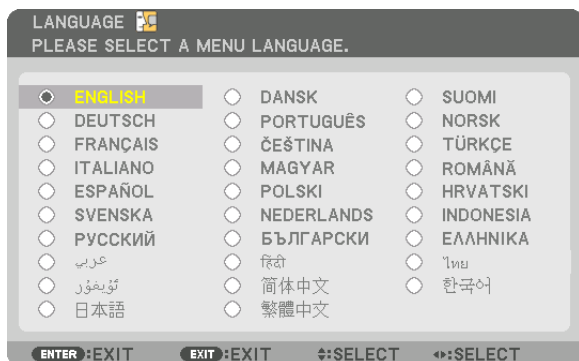 LANGUAGE
PLEASE SELECT A MENU LANGUAGE.
ENGLISH DANSK SUOMI
DEUTSCH PORTUGUÊS NORSK
FRANÇAIS ČEŠTINA TÜRKÇE
ITALIANO MAGYAR ROMÂNĂ
ESPAÑOL POLSKI HRVATSKI
SVENSKA NEDERLANDS INDONESIA
РУССКИЙ БЪЛГАРСКИ ΕΛΛΗΝΙΚΑ
عربي हिंदी ไทย
ئۇيغۇر 简体中文 한국어
日本語 繁體中文
ENTER :EXIT EXIT :EXIT :SELECT :SELECT